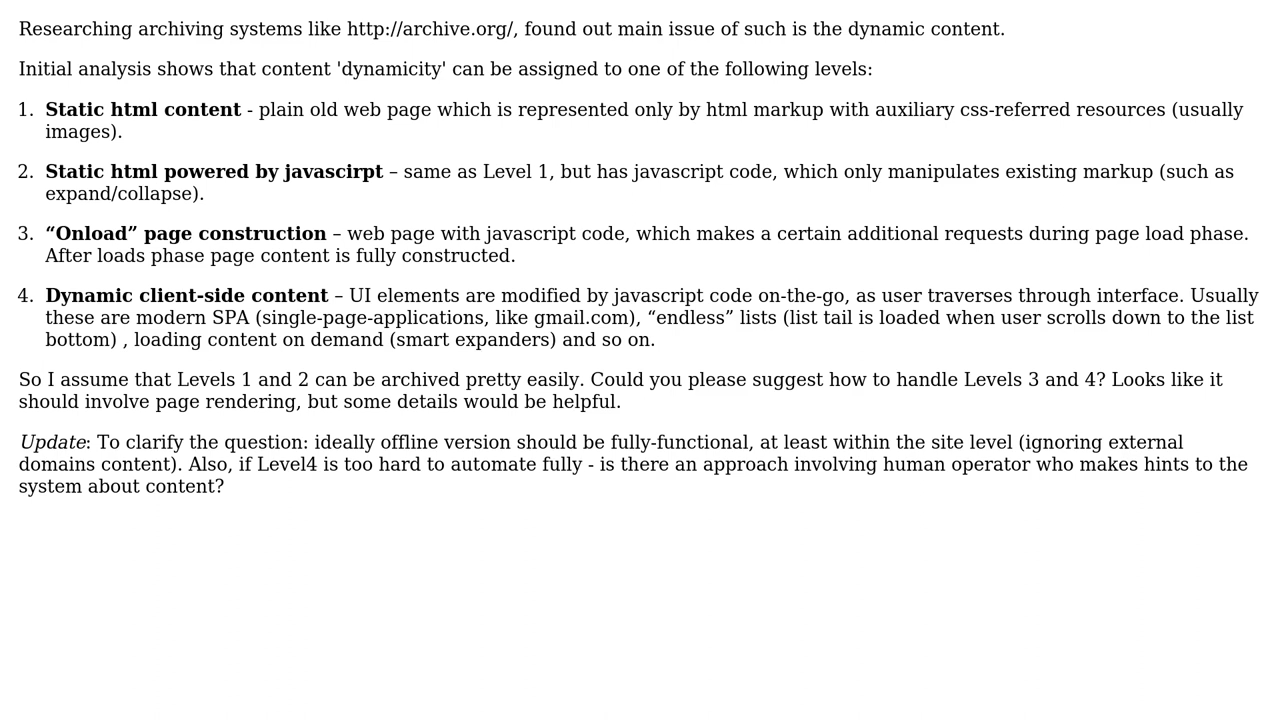 Researching archiving systems like http://archive.org/, found out main issue of such is the dynamic content.
Initial analysis shows that content 'dynamicity' can be assigned to one of the following levels:
1. Static html content - plain old web page which is represented only by html markup with auxiliary css-referred resources (usually
images).
2. Static html powered by javascirpt – same as Level 1, but has javascript code, which only manipulates existing markup (such as
expand/collapse).
3. “Onload” page construction – web page with javascript code, which makes a certain additional requests during page load phase.
After loads phase page content is fully constructed.
4. Dynamic client-side content – UI elements are modified by javascript code on-the-go, as user traverses through interface. Usually
these are modern SPA (single-page-applications, like gmail.com), “endless” lists (list tail is loaded when user scrolls down to the list
bottom) , loading content on demand (smart expanders) and so on.
So I assume that Levels 1 and 2 can be archived pretty easily. Could you please suggest how to handle Levels 3 and 4? Looks like it
should involve page rendering, but some details would be helpful.
Update: To clarify the question: ideally offline version should be fully-functional, at least within the site level (ignoring external
domains content). Also, if Level4 is too hard to automate fully - is there an approach involving human operator who makes hints to the
system about content?